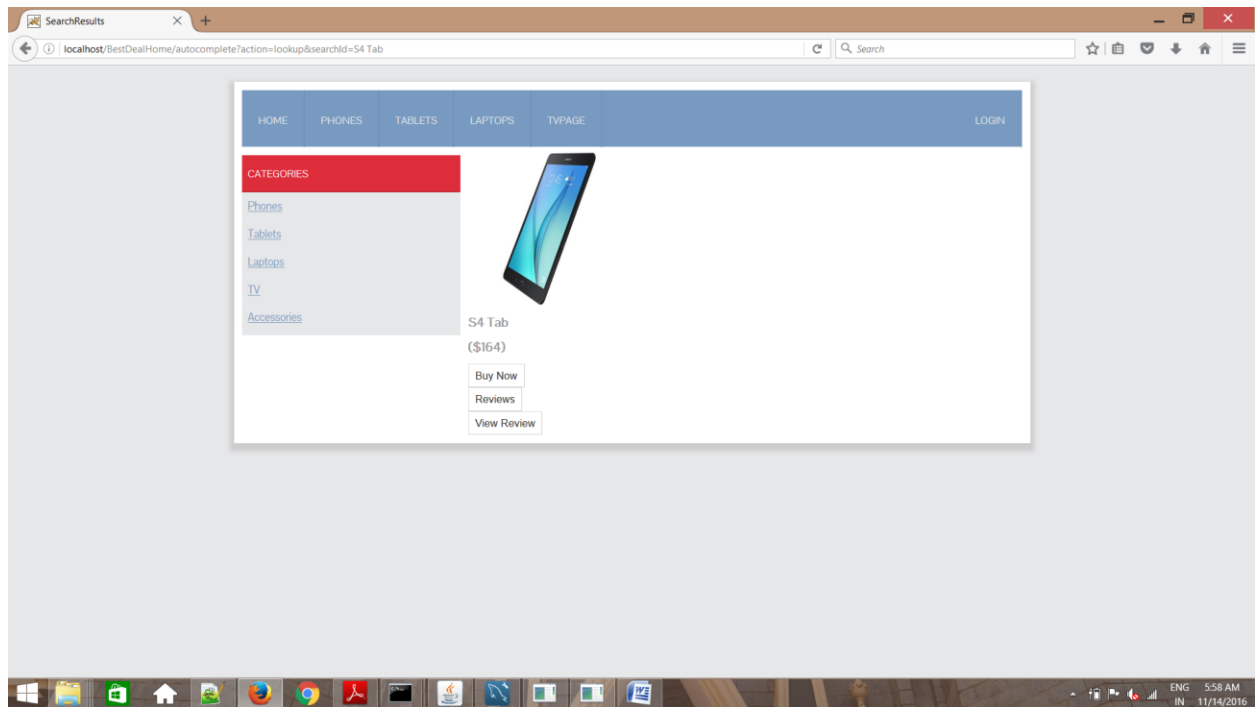 SearchResults
localhost/BestDealHome/autocomplete?action=lookup&searchId=S4 Tab
Search
HOME PHONES TABLETS LAPTOPS TVPAGE LOGIN
CATEGORIES
Phones
Tablets
Laptops
TV
Accessories
S4 Tab
($164)
Buy Now
Reviews
View Review
ENG 5:58 AM
IN 11/14/2016